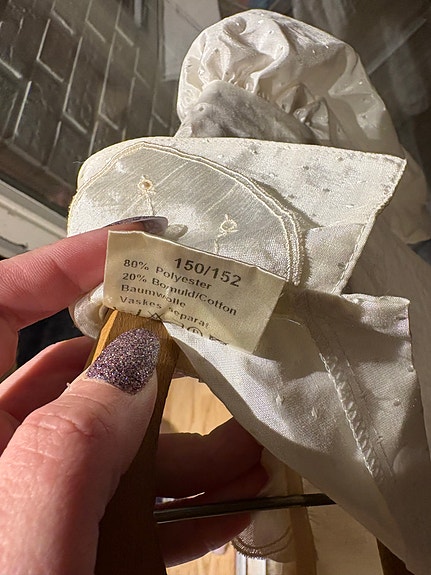 150/152
80% Polyester
20% Bomuld/Cotton
Baumwolle
Vaskes separat